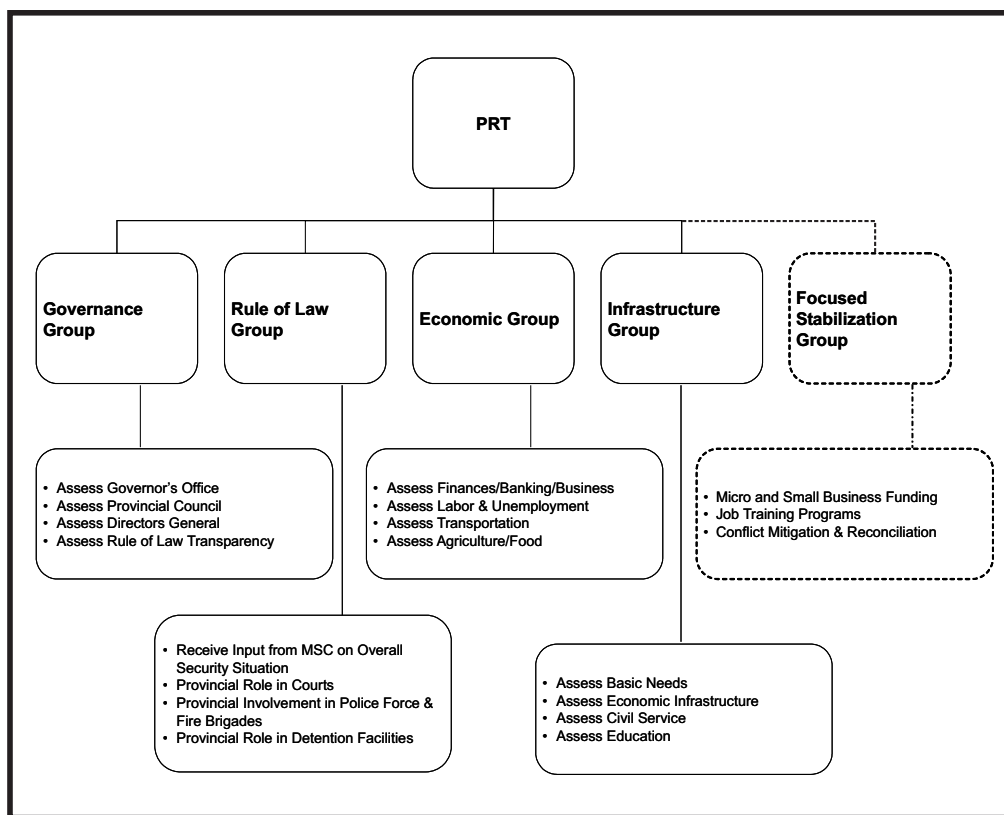 PRT
Governance
Group
Rule of Law
Group
Economic Group
Infrastructure
Group
Focused
Stabilization
Group
• Assess Governor’s Office
• Assess Provincial Council
• Assess Directors General
• Assess Rule of Law Transparency
• Assess Finances/Banking/Business
• Assess Labor & Unemployment
• Assess Transportation
• Assess Agriculture/Food
• Micro and Small Business Funding
• Job Training Programs
• Conflict Mitigation & Reconciliation
• Receive Input from MSC on Overall
Security Situation
• Provincial Role in Courts
• Provincial Involvement in Police Force &
Fire Brigades
• Provincial Role in Detention Facilities
• Assess Basic Needs
• Assess Economic Infrastructure
• Assess Civil Service
• Assess Education